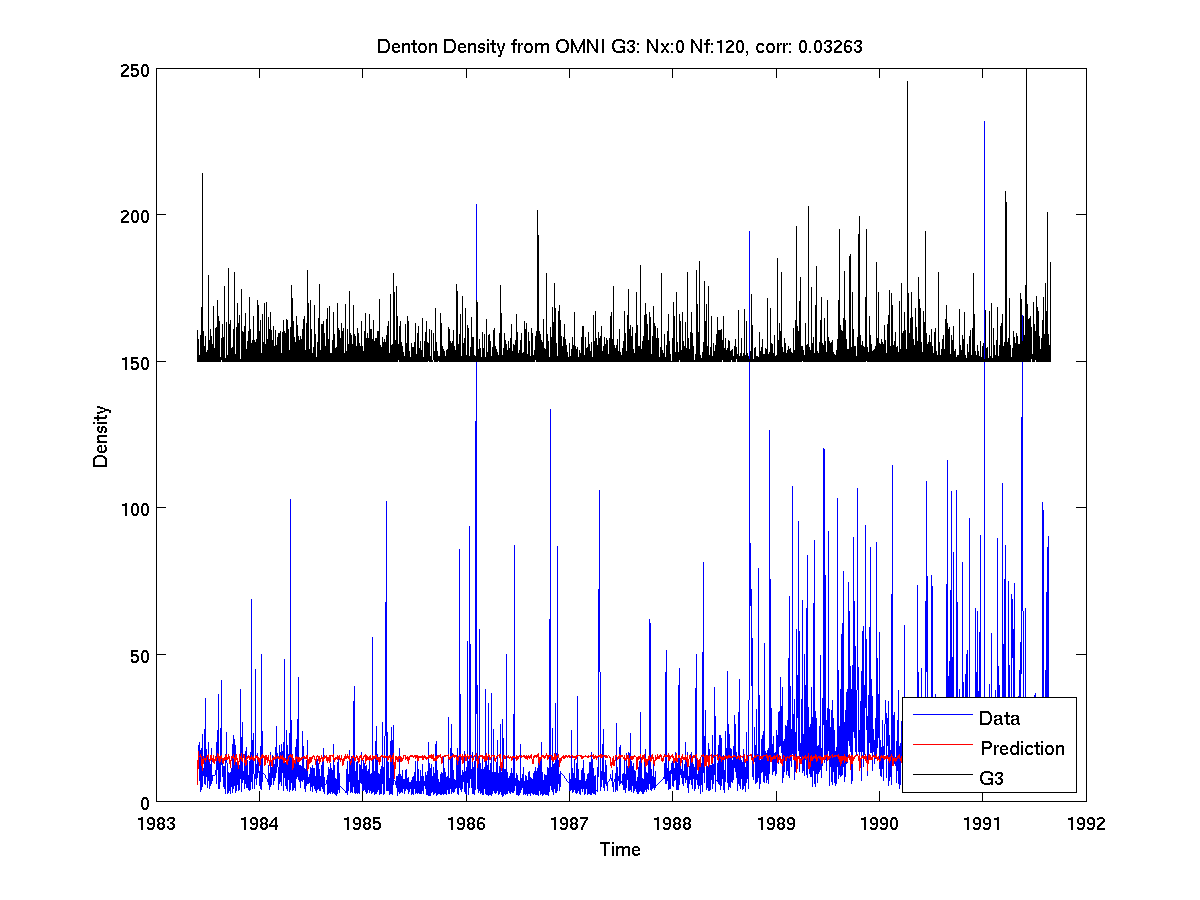 Denton Density from OMNI G3: Nx:0 Nf:120, corr: 0.03263
250
200
150
100
50
0
Density
1983 1984 1985 1986 1987 1988 1989 1990 1991 1992
Time
Data
Prediction
G3